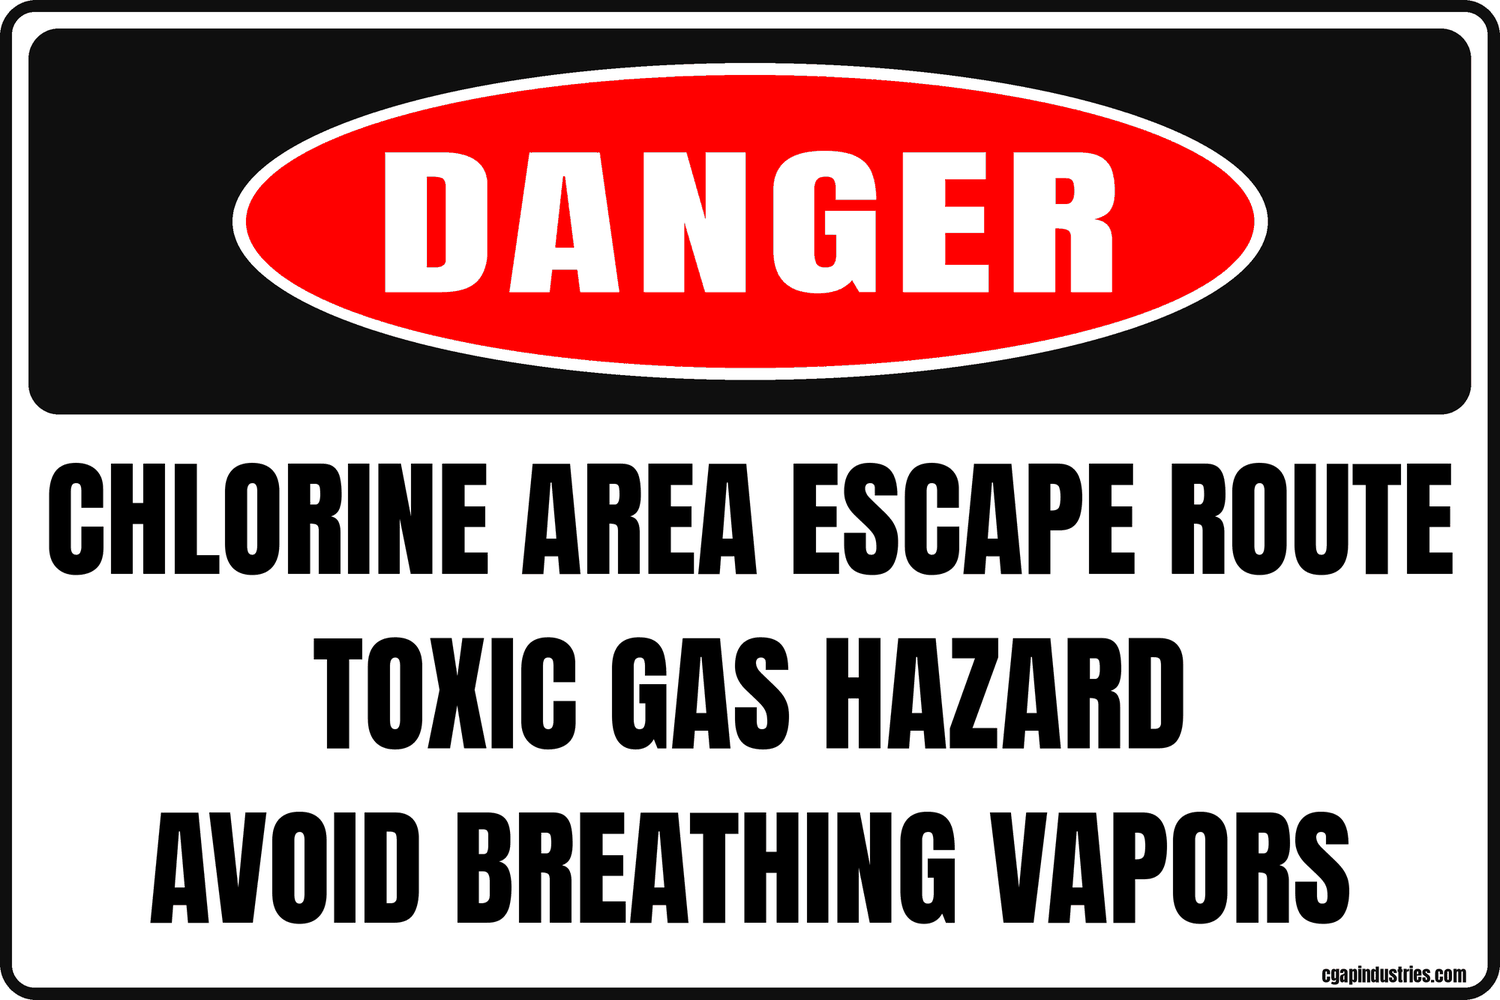 DANGER
CHLORINE AREA ESCAPE ROUTE
TOXIC GAS HAZARD
AVOID BREATHING VAPORS
cgapindustries.com